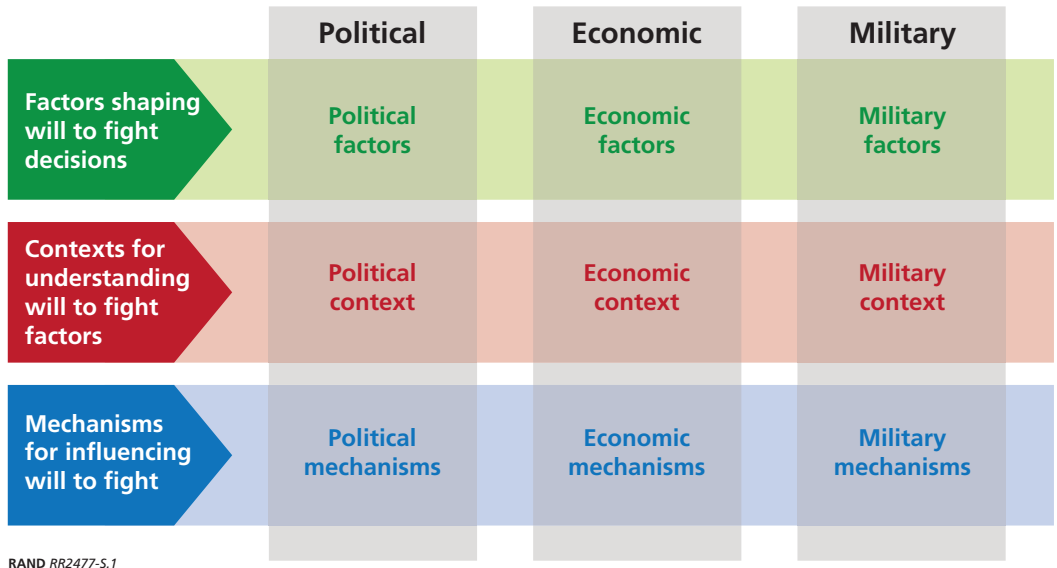 Political
Economic
Military
Factors shaping
will to fight
decisions
Political
factors
Economic
factors
Military
factors
Contexts for
understanding
will to fight
factors
Political
context
Economic
context
Military
context
Mechanisms
for influencing
will to fight
Political
mechanisms
Economic
mechanisms
Military
mechanisms
RAND RR2477-S.1